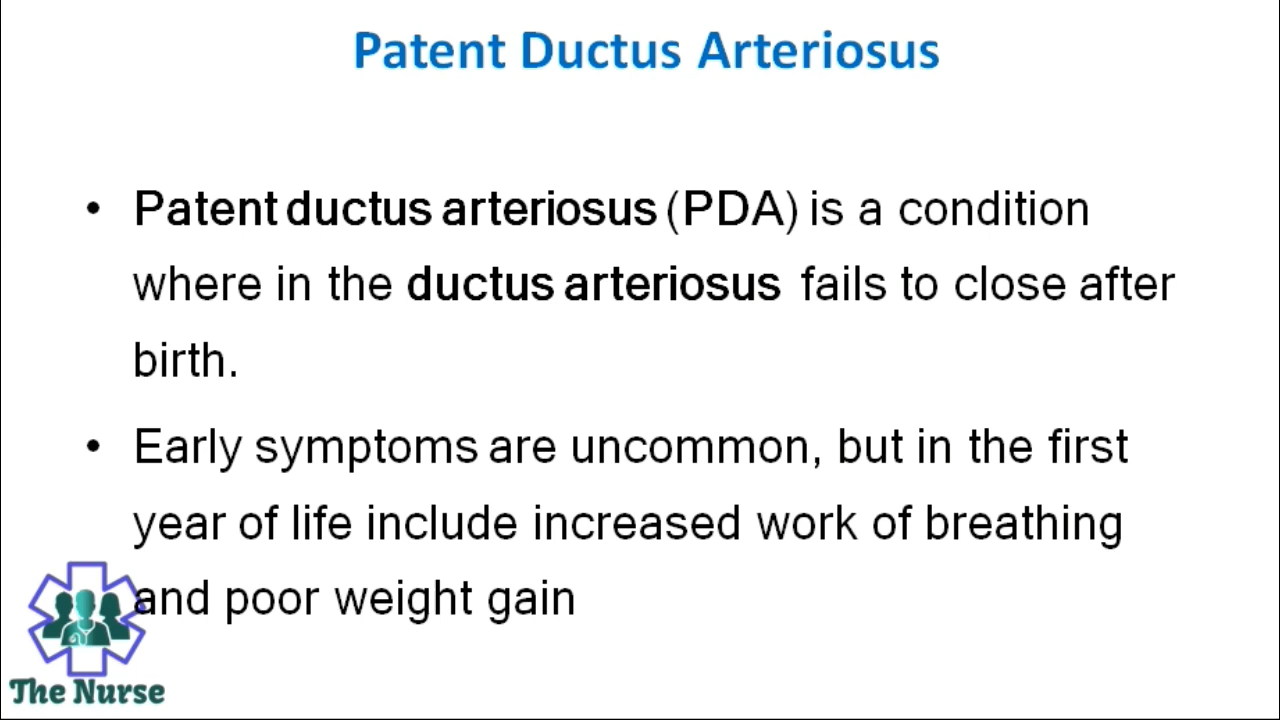 Patent Ductus Arteriosus
• Patent ductus arteriosus (PDA) is a condition
where in the ductus arteriosus fails to close after
birth.
• Early symptoms are uncommon, but in the first
year of life include increased work of breathing
and poor weight gain
The Nurse